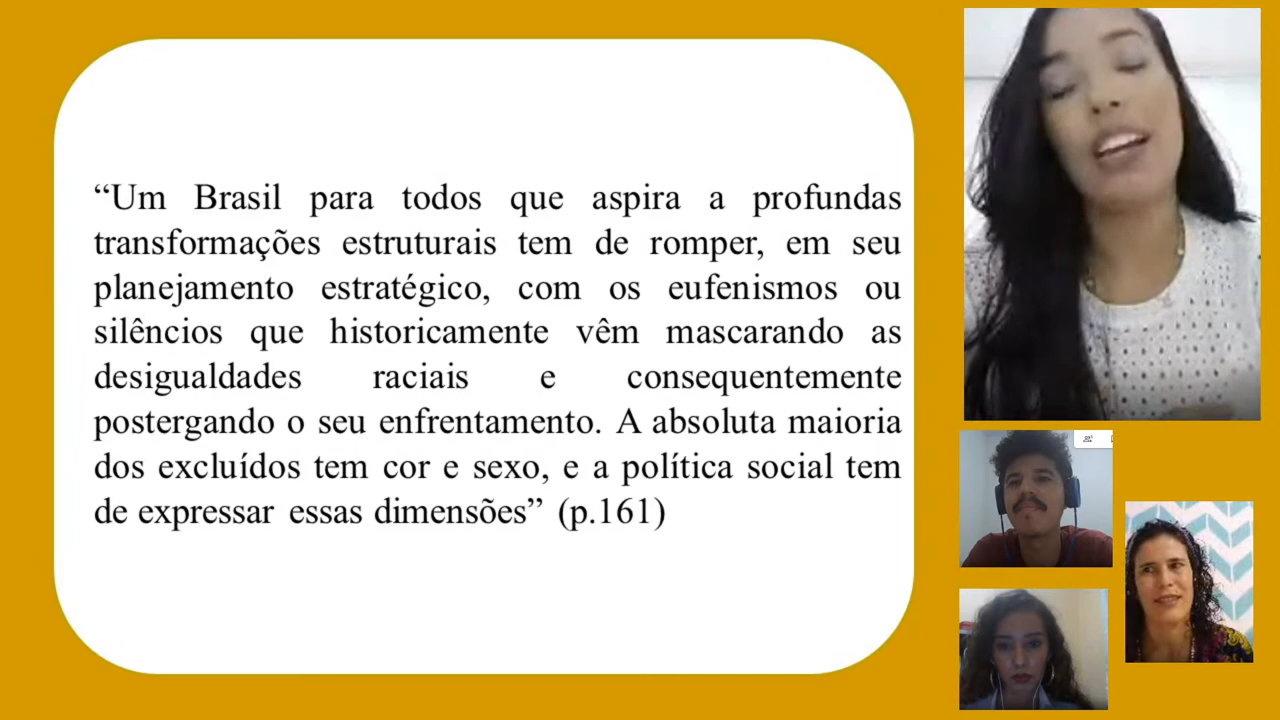 “Um Brasil para todos que aspira a profundas
transformações estruturais tem de romper, em seu
planejamento estratégico, com os eufenismos ou
silêncios que historicamente vêm mascarando as
desigualdades raciais e consequentemente
postergando o seu enfrentamento. A absoluta maioria
dos excluídos tem cor e sexo, e a política social tem
de expressar essas dimensões” (p.161)